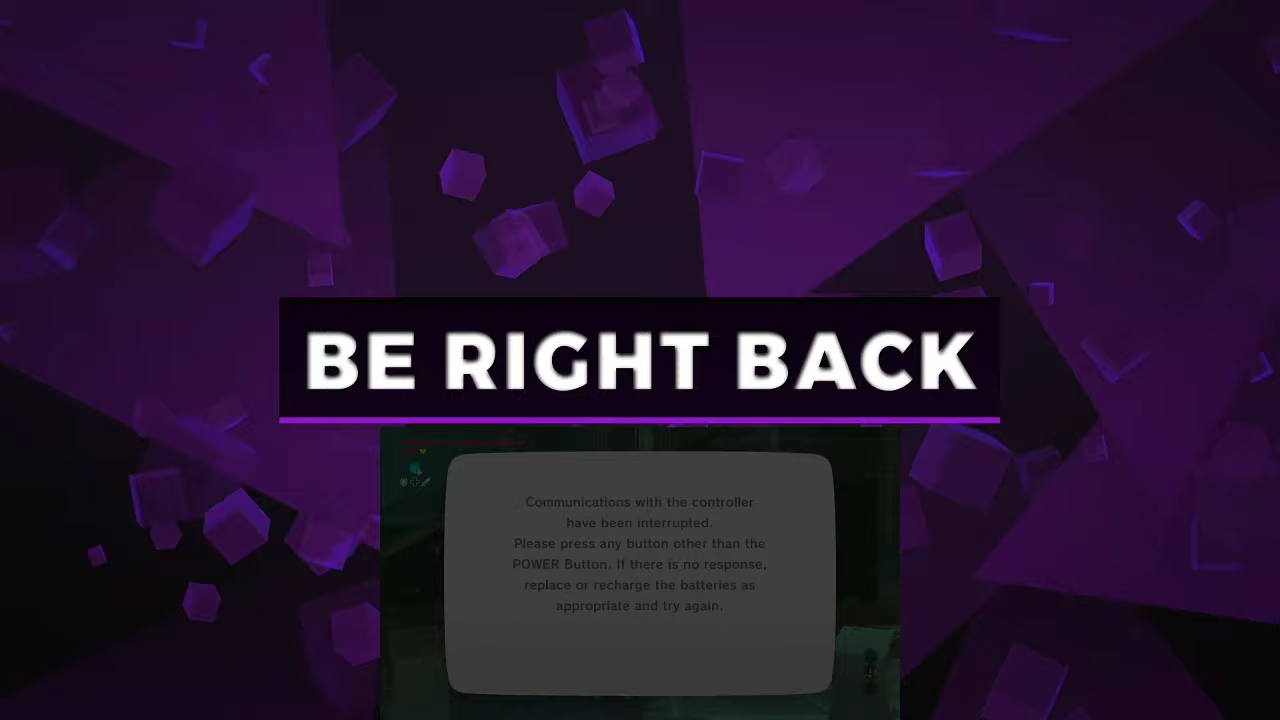 BE RIGHT BACK
Communications with the controller
have been interrupted.
Please press any button other than the
POWER Button. If there is no response,
replace or recharge the batteries as
appropriate and try again.